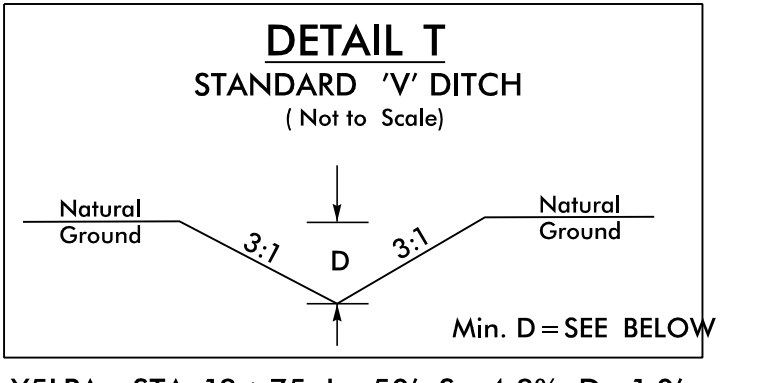 DETAIL T
STANDARD 'V' DITCH
( Not to Scale)
Natural
Ground
3:1
D
3:1
Natural
Ground
Min. D = SEE BELOW